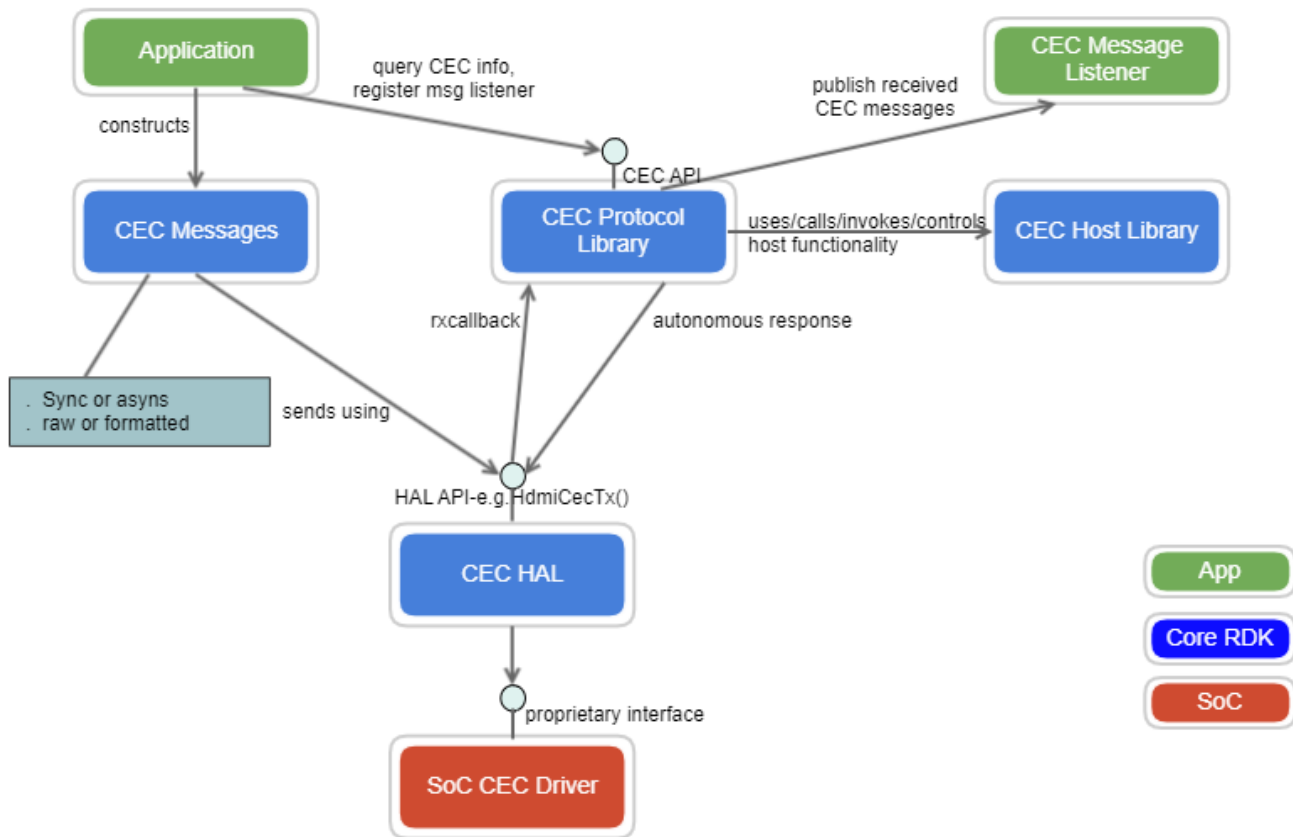 Application
query CEC info,
register msg listener
CEC Message
Listener
publish received
CEC messages
constructs
CEC API
CEC Messages
CEC Protocol
Library
uses/calls/invokes/controls
host functionality
CEC Host Library
rxcallback
autonomous response
. Sync or asyns
. raw or formatted
sends using
HAL API-e.g.HdmiCecTx()
CEC HAL
proprietary interface
SoC CEC Driver
App
Core RDK
SoC